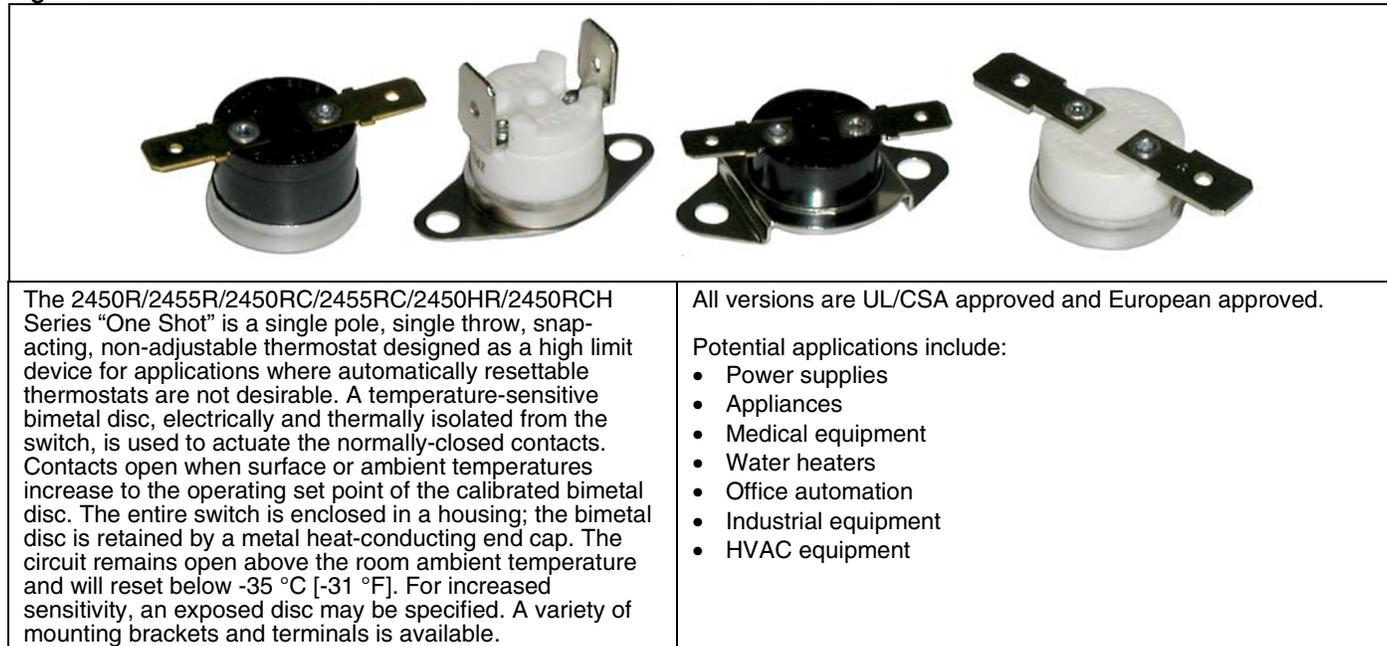 The 2450R/2455R/2450RC/2455RC/2450HR/2450RCH
Series “One Shot” is a single pole, single throw, snap-
acting, non-adjustable thermostat designed as a high limit
device for applications where automatically resettable
thermostats are not desirable. A temperature-sensitive
bimetal disc, electrically and thermally isolated from the
switch, is used to actuate the normally-closed contacts.
Contacts open when surface or ambient temperatures
increase to the operating set point of the calibrated bimetal
disc. The entire switch is enclosed in a housing; the bimetal
disc is retained by a metal heat-conducting end cap. The
circuit remains open above the room ambient temperature
and will reset below -35 °C [-31 °F]. For increased
sensitivity, an exposed disc may be specified. A variety of
mounting brackets and terminals is available.
All versions are UL/CSA approved and European approved.
Potential applications include:
• Power supplies
• Appliances
• Medical equipment
• Water heaters
• Office automation
• Industrial equipment
• HVAC equipment